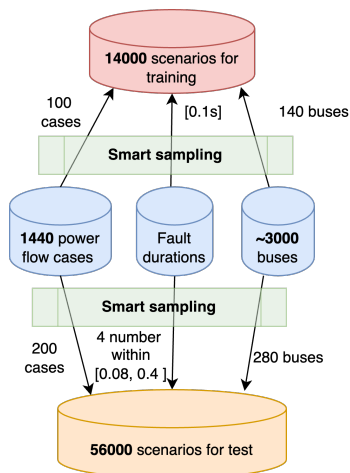 14000 scenarios for
training
100
cases
[0.1s]
140 buses
Smart sampling
1440 power
flow cases
Fault
durations
~3000
buses
Smart sampling
200
cases
4 number
within
[0.08, 0.4 ]
280 buses
56000 scenarios for test